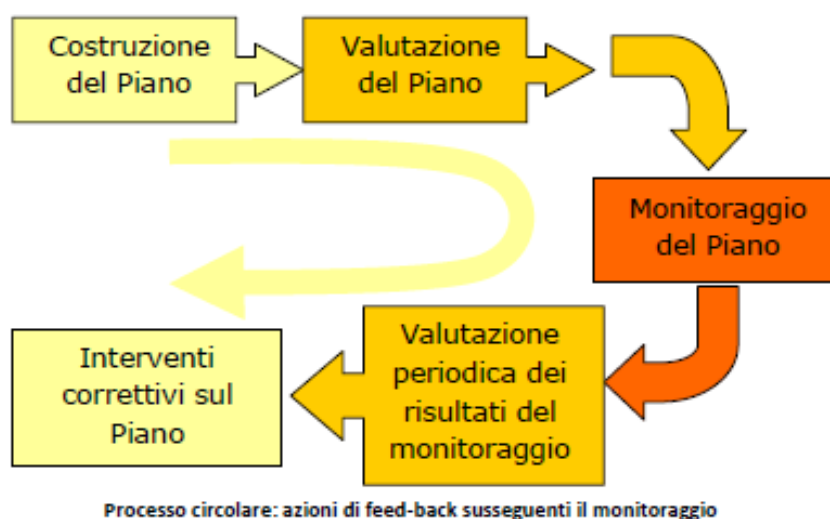 Costruzione
del Piano
Valutazione
del Piano
Monitoraggio
del Piano
Valutazione
periodica dei
risultati del
monitoraggio
Interventi
correttivi sul
Piano
Processo circolare: azioni di feed-back susseguenti il monitoraggio